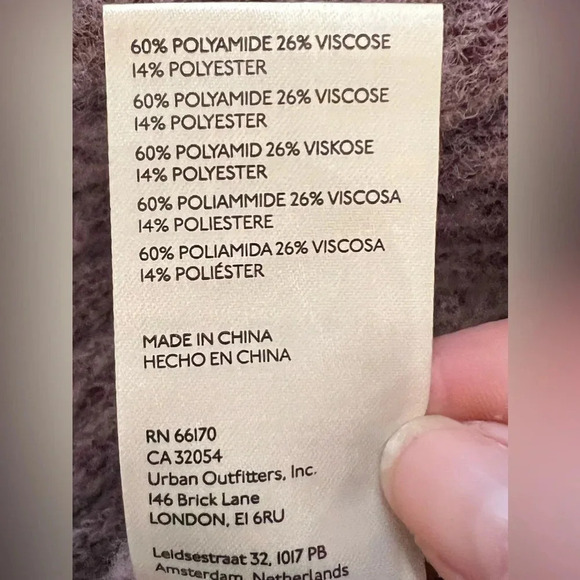 60% POLYAMIDE 26% VISCOSE
14% POLYESTER
60% POLYAMIDE 26% VISCOSE
14% POLYESTER
60% POLYAMID 26% VISKOSE
14% POLYESTER
60% POLIAMMIDE 26% VISCOSA
14% POLIESTERE
60% POLIAMIDA 26% VISCOSA
14% POLIÉSTER
MADE IN CHINA
HECHO EN CHINA
RN 66170
CA 32054
Urban Outfitters, Inc.
146 Brick Lane
LONDON, E1 6RU
Leidsestraat 32, 1017 PB
Amsterdam, Netherlands